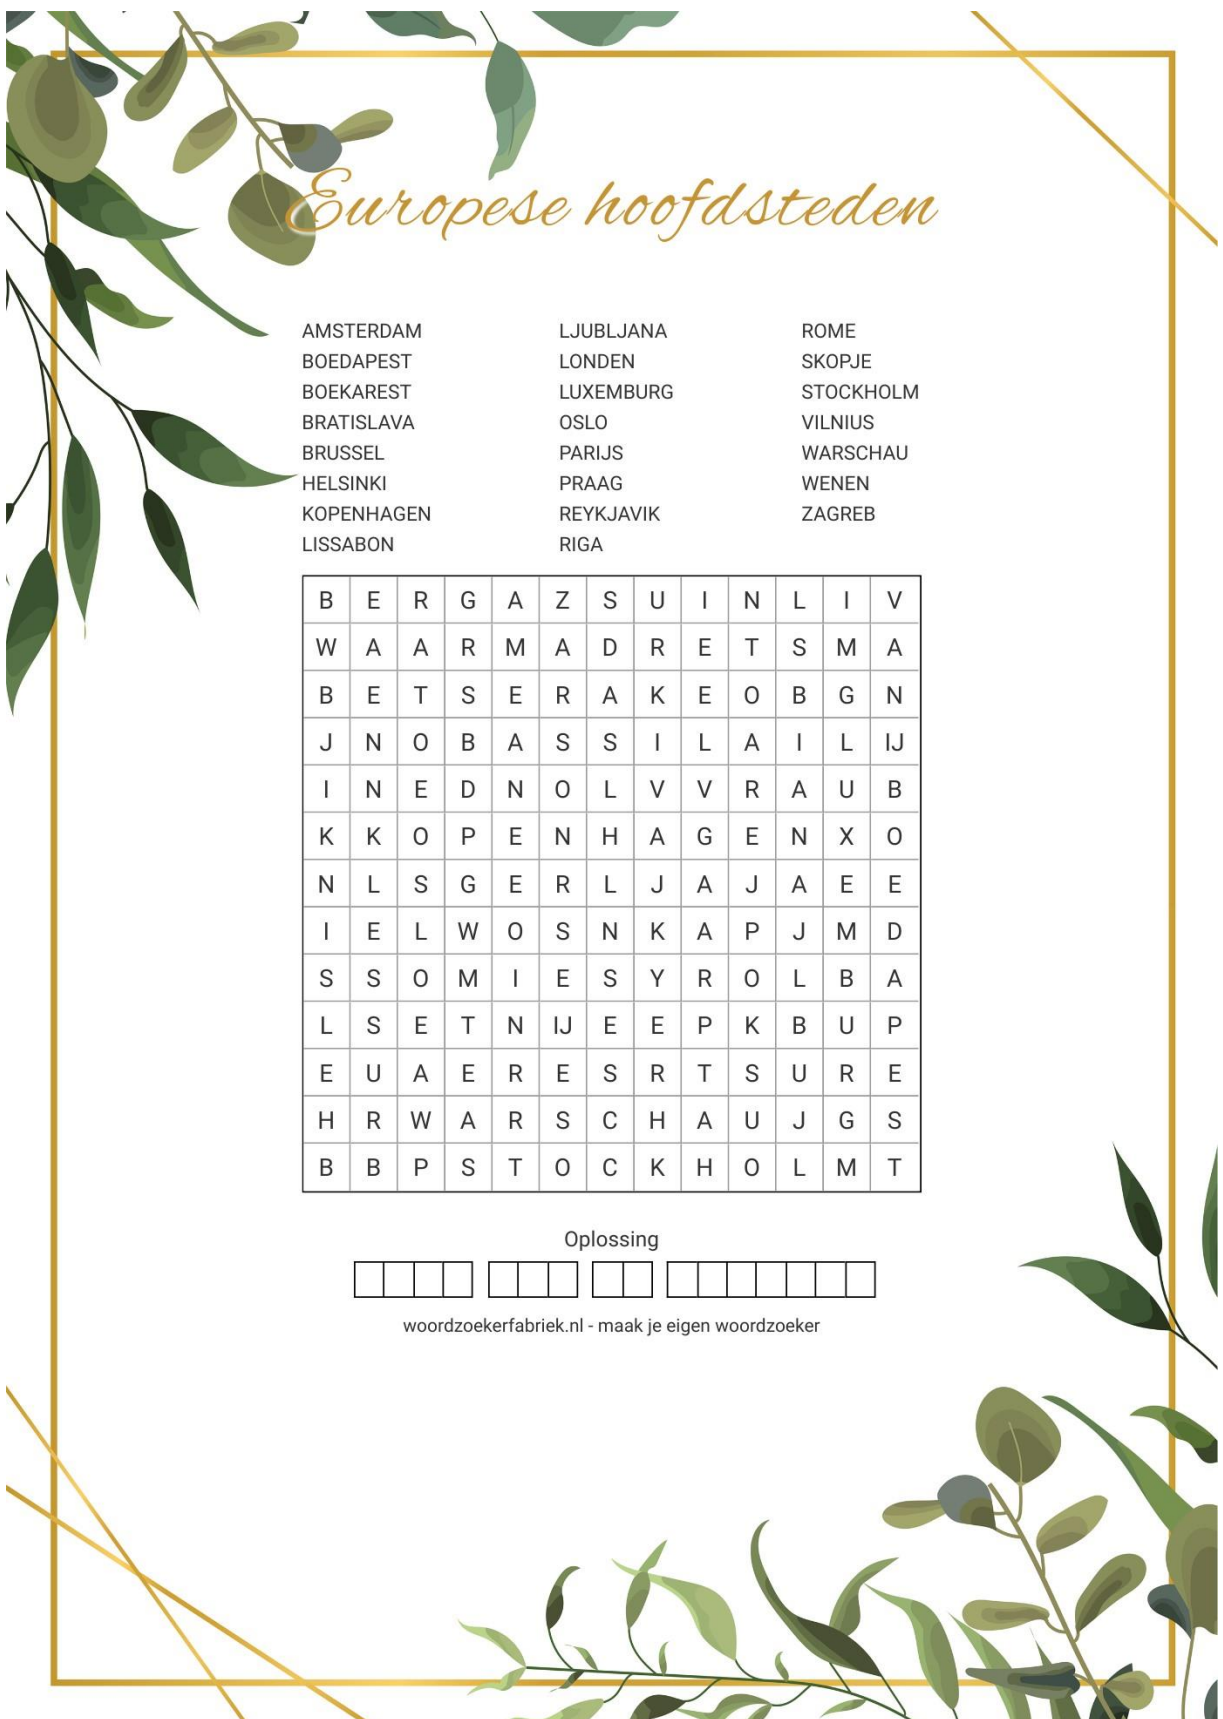 Europese hoofdsteden
AMSTERDAM LJUBLJANA ROME
BOEDAPEST LONDEN SKOPJE
BOEKAREST LUXEMBURG STOCKHOLM
BRATISLAVA OSLO VILNIUS
BRUSSEL PARIJS WARSCHAU
HELSINKI PRAAG WENEN
KOPENHAGEN REYKJAVIK ZAGREB
LISSABON RIGA
B E R G A Z S U I N L I V
W A A R M A D R E T S M A
B E T S E R A K E O B G N
J N O B A S S I L A I L IJ
I N E D N O L V V R A U B
K K O P E N H A G E N X O
N L S G E R L J A J A E E
I E L W O S N K A P J M D
S S O M I E S Y R O L B A
L S E T N IJ E E P K B U P
E U A E R E S R T S U R E
H R W A R S C H A U J G S
B B P S T O C K H O L M T
Oplossing
woordzoekerfabriek.nl - maak je eigen woordzoeker